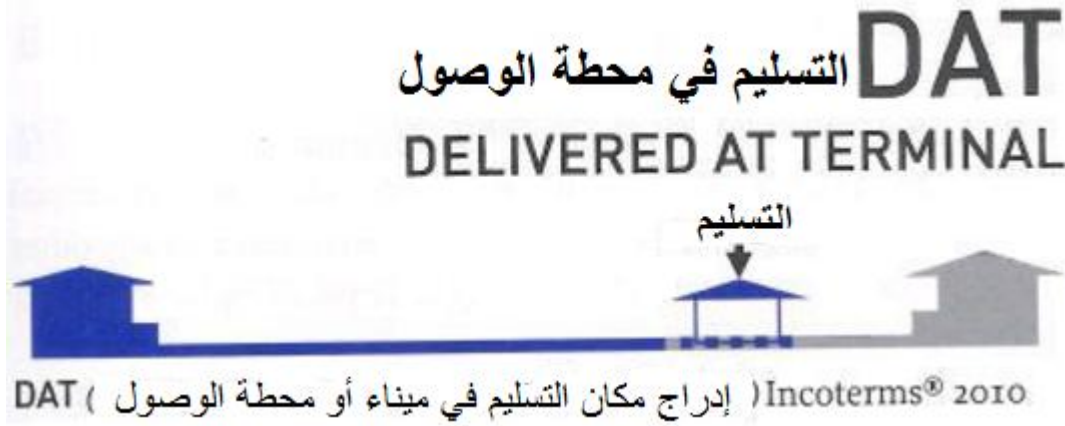 DAT التسليم في محطة الوصول
DELIVERED AT TERMINAL
التسليم
DAT ( إدراج مكان التسليم في ميناء أو محطة الوصول ) Incoterms® 2010